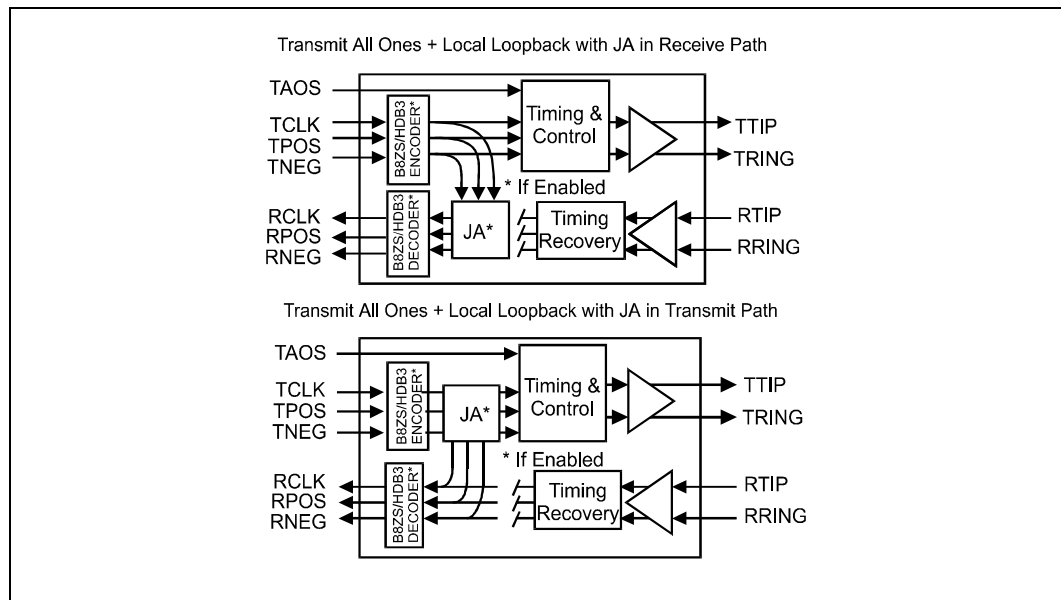 Transmit All Ones + Local Loopback with JA in Receive Path
TAOS
TCLK
TPOS
TNEG
B8ZS/HDB3
ENCODER*
Timing &
Control
TTIP
TRING
* If Enabled
RCLK
RPOS
RNEG
B8ZS/HDB3
DECODER*
JA*
Timing
Recovery
RTIP
RRING
Transmit All Ones + Local Loopback with JA in Transmit Path
TAOS
TCLK
TPOS
TNEG
B8ZS/HDB3
ENCODER*
JA*
Timing &
Control
TTIP
TRING
* If Enabled
RCLK
RPOS
RNEG
B8ZS/HDB3
DECODER*
Timing
Recovery
RTIP
RRING